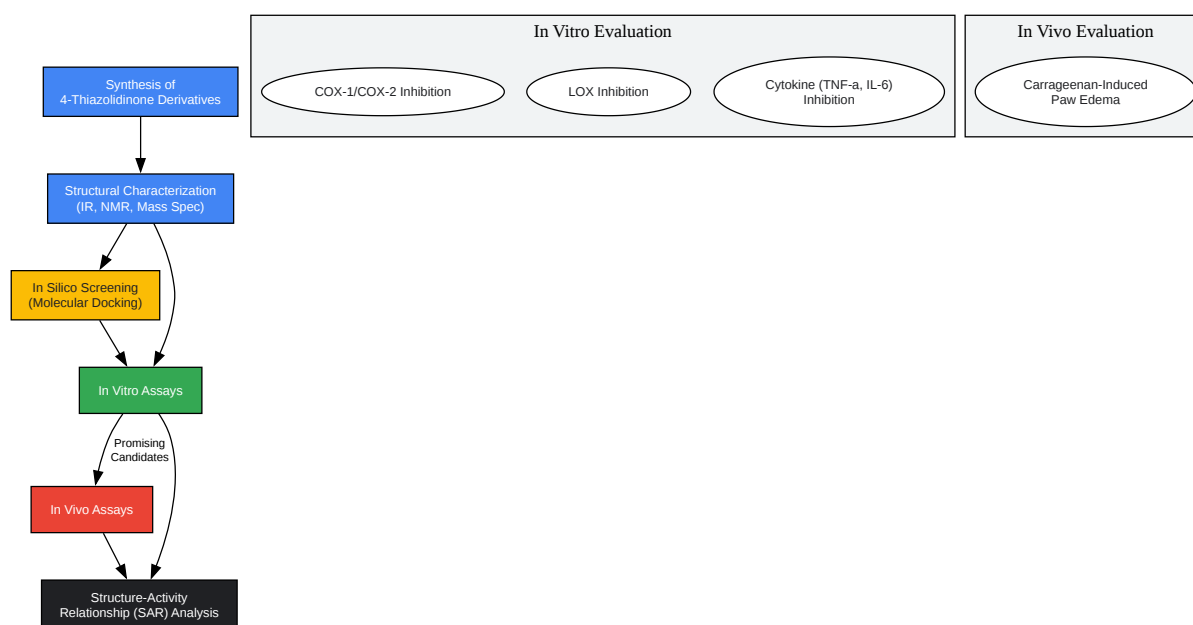 In Vitro Evaluation
In Vivo Evaluation
Synthesis of
4-Thiazolidinone Derivatives
COX-1/COX-2 Inhibition
LOX Inhibition
Cytokine (TNF-a, IL-6)
Inhibition
Carrageenan-Induced
Paw Edema
Structural Characterization
(IR, NMR, Mass Spec)
In Silico Screening
(Molecular Docking)
In Vitro Assays
Promising
Candidates
In Vivo Assays
Structure-Activity
Relationship (SAR) Analysis